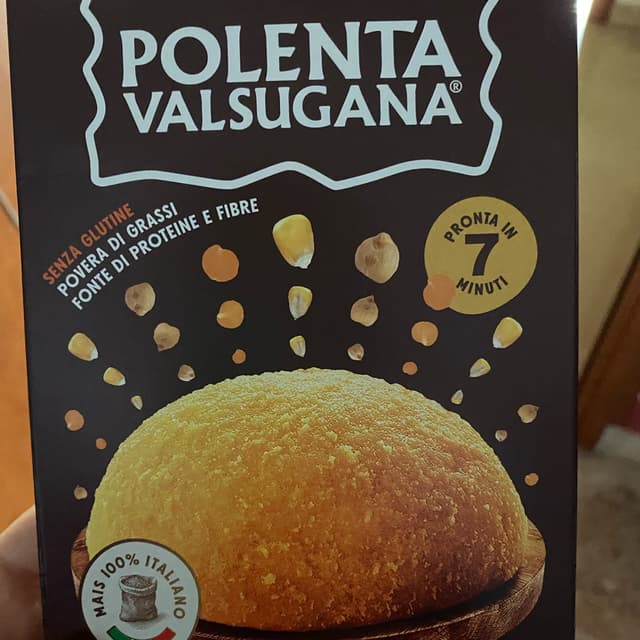 POLENTA
VALSUGANA®
SENZA GLUTINE
POVERA DI GRASSI
FONTE DI PROTEINE E FIBRE
PRONTA IN
7
MINUTI
MAIS 100% ITALIANO